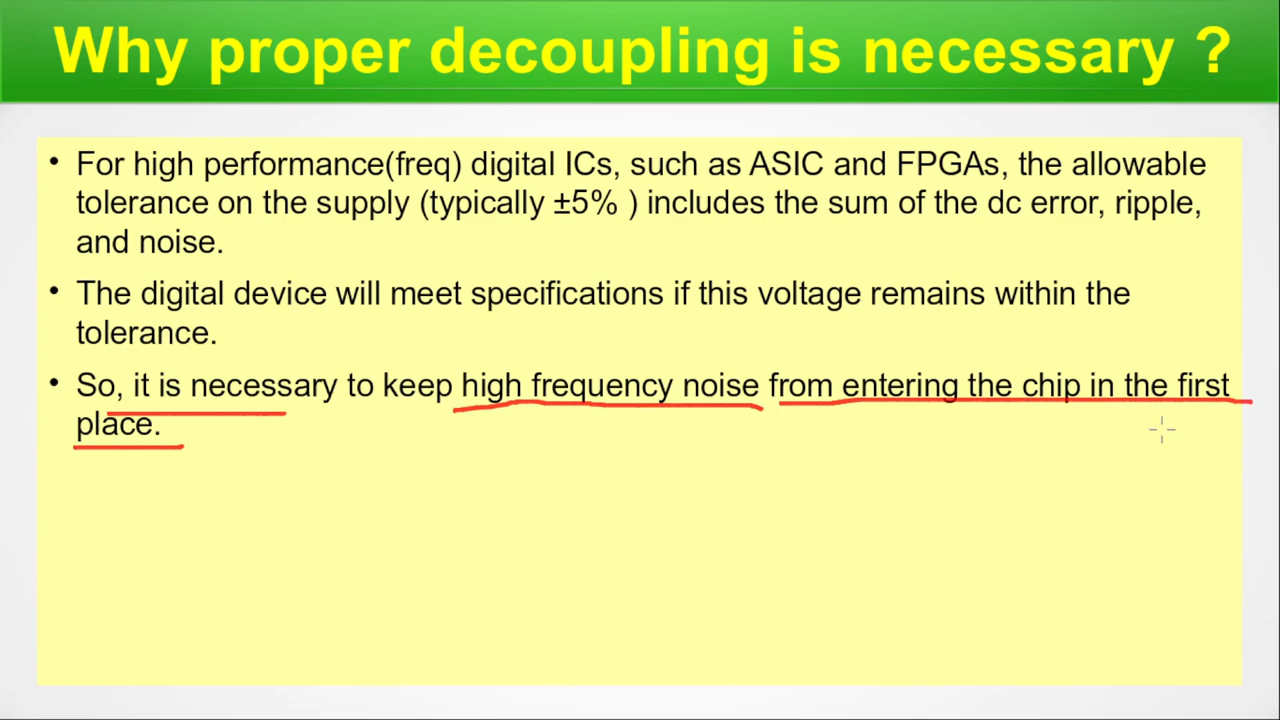 Why proper decoupling is necessary ?
• For high performance(freq) digital ICs, such as ASIC and FPGAs, the allowable
tolerance on the supply (typically ±5% ) includes the sum of the dc error, ripple,
and noise.
• The digital device will meet specifications if this voltage remains within the
tolerance.
• So, it is necessary to keep high frequency noise from entering the chip in the first
place.